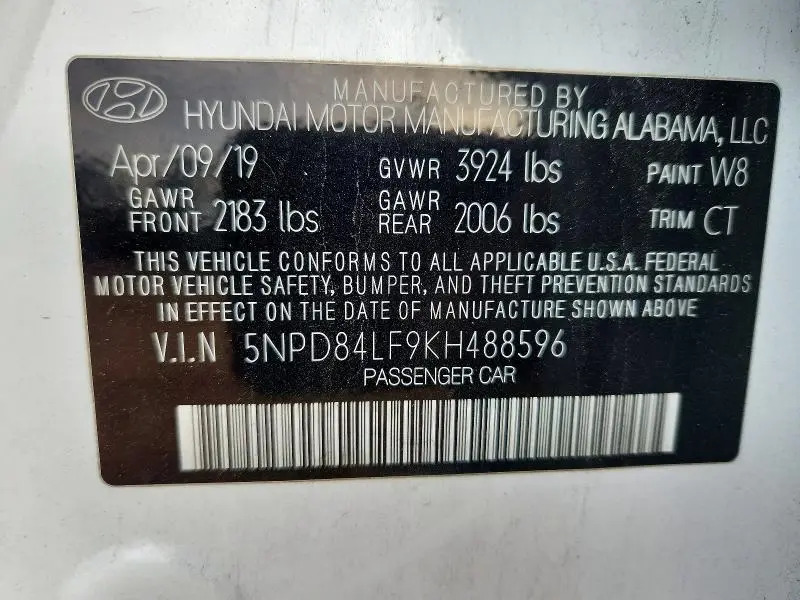 MANUFACTURED BY
HYUNDAI MOTOR MANUFACTURING ALABAMA, LLC
Apr/09/19 GVWR 3924 lbs PAINT W8
GAWR FRONT 2183 lbs GAWR REAR 2006 lbs TRIM CT
THIS VEHICLE CONFORMS TO ALL APPLICABLE U.S.A. FEDERAL
MOTOR VEHICLE SAFETY, BUMPER, AND THEFT PREVENTION STANDARDS
IN EFFECT ON THE DATE OF MANUFACTURE SHOWN ABOVE
V.I.N 5NPD84LF9KH488596
PASSENGER CAR